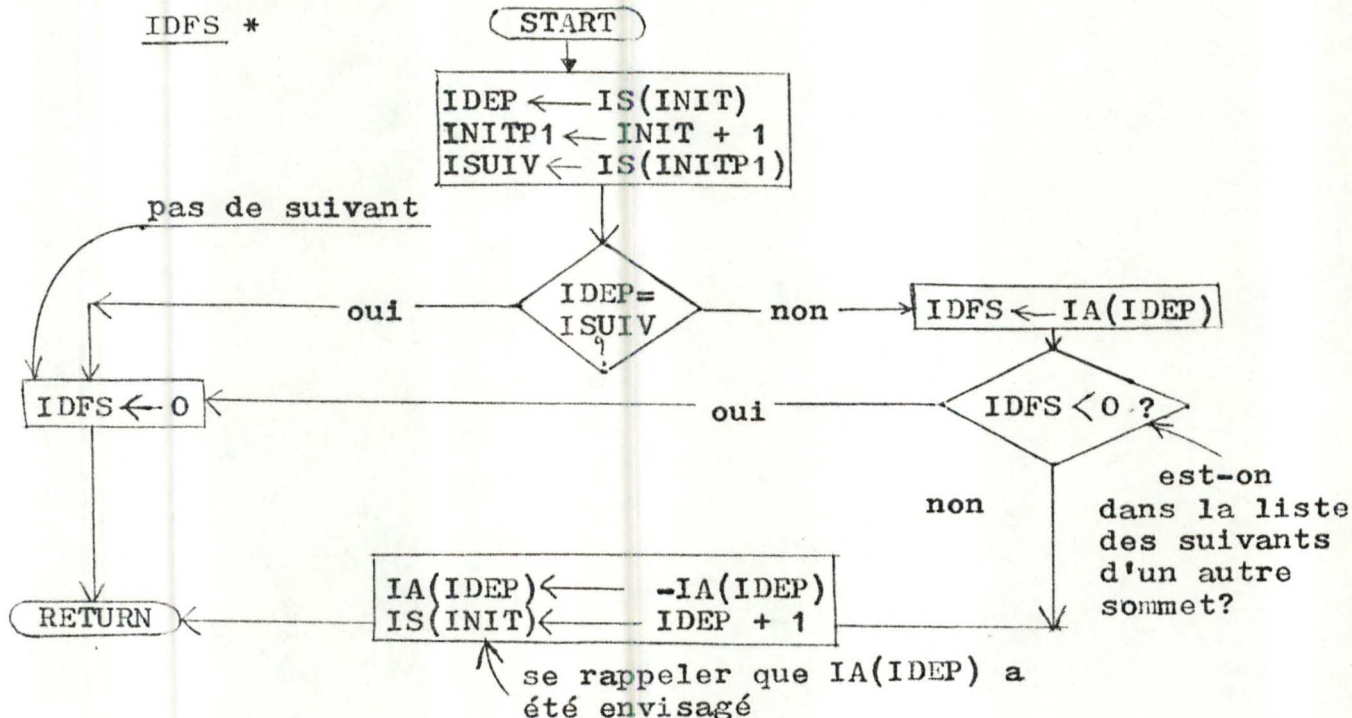 IDFS *
START
IDEP ← IS(INIT)
INITP1 ← INIT + 1
ISUIV ← IS(INITP1)
pas de suivant
oui
IDEP=
ISUIV
?
non
IDFS ← IA(IDEP)
IDFS ← 0
oui
IDFS < 0 ?
non
est-on
dans la liste
des suivants
d'un autre
sommet?
IA(IDEP) ← -IA(IDEP)
IS(INIT) ← IDEP + 1
RETURN
se rappeler que IA(IDEP) a
été envisagé